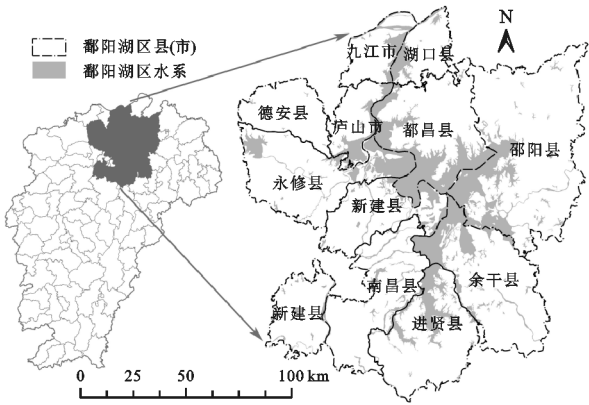 鄱阳湖区县(市)
鄱阳湖区水系
N
九江市
湖口县
德安县
庐山市
都昌县
邵阳县
永修县
新建县
南昌县
余干县
新建县
进贤县
0 25 50 100 km